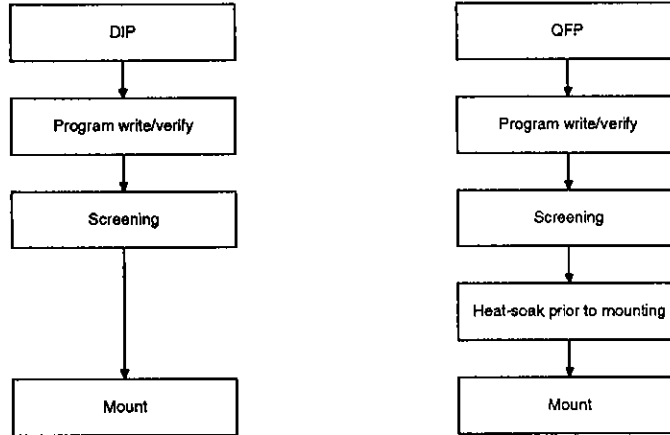 DIP
Program write/verify
Screening
Mount
QFP
Program write/verify
Screening
Heat-soak prior to mounting
Mount